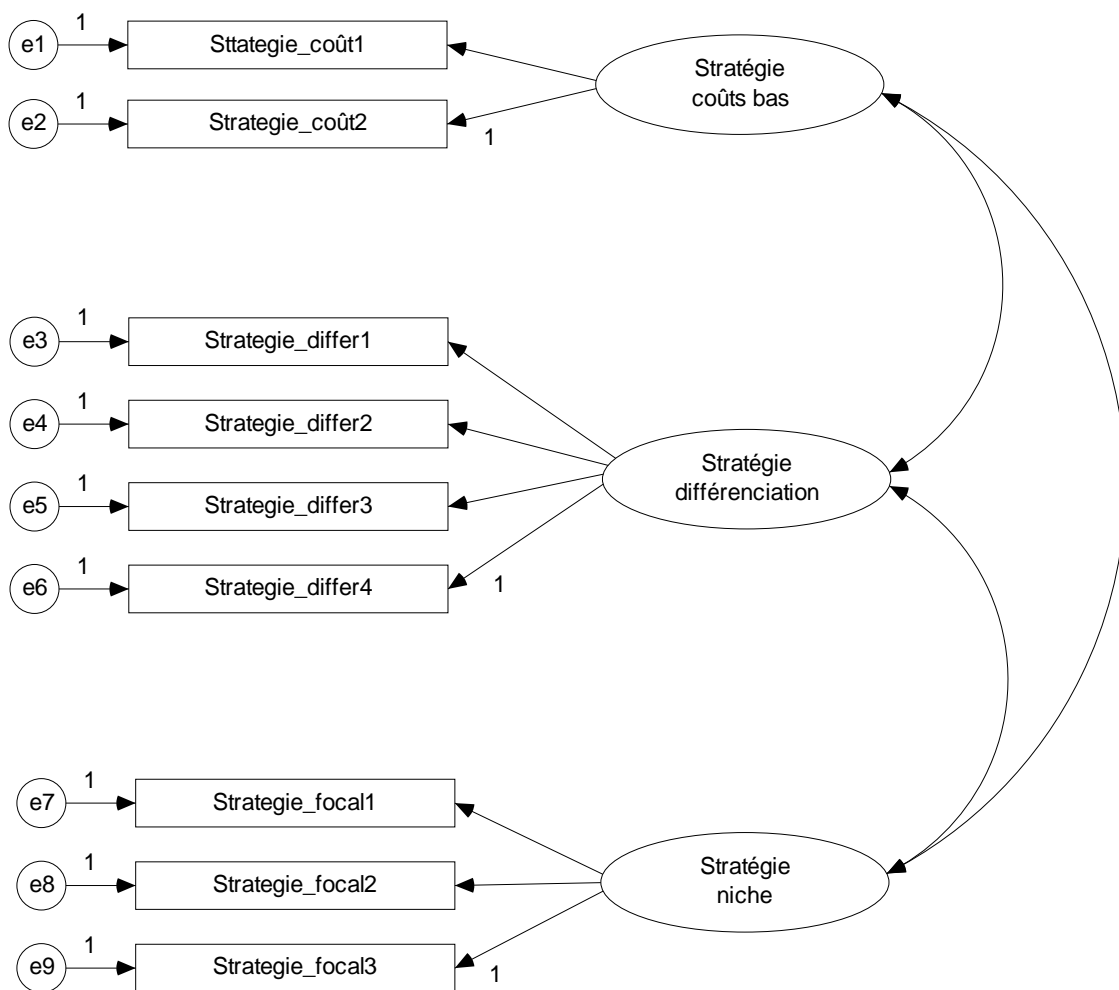 e1 1 Sttategie_coût1
Stratégie
coûts bas
e2 1 Strategie_coût2 1
e3 1 Strategie_differ1
e4 1 Strategie_differ2
Stratégie
différenciation
e5 1 Strategie_differ3
e6 1 Strategie_differ4 1
e7 1 Strategie_focal1
e8 1 Strategie_focal2
Stratégie
niche
e9 1 Strategie_focal3 1